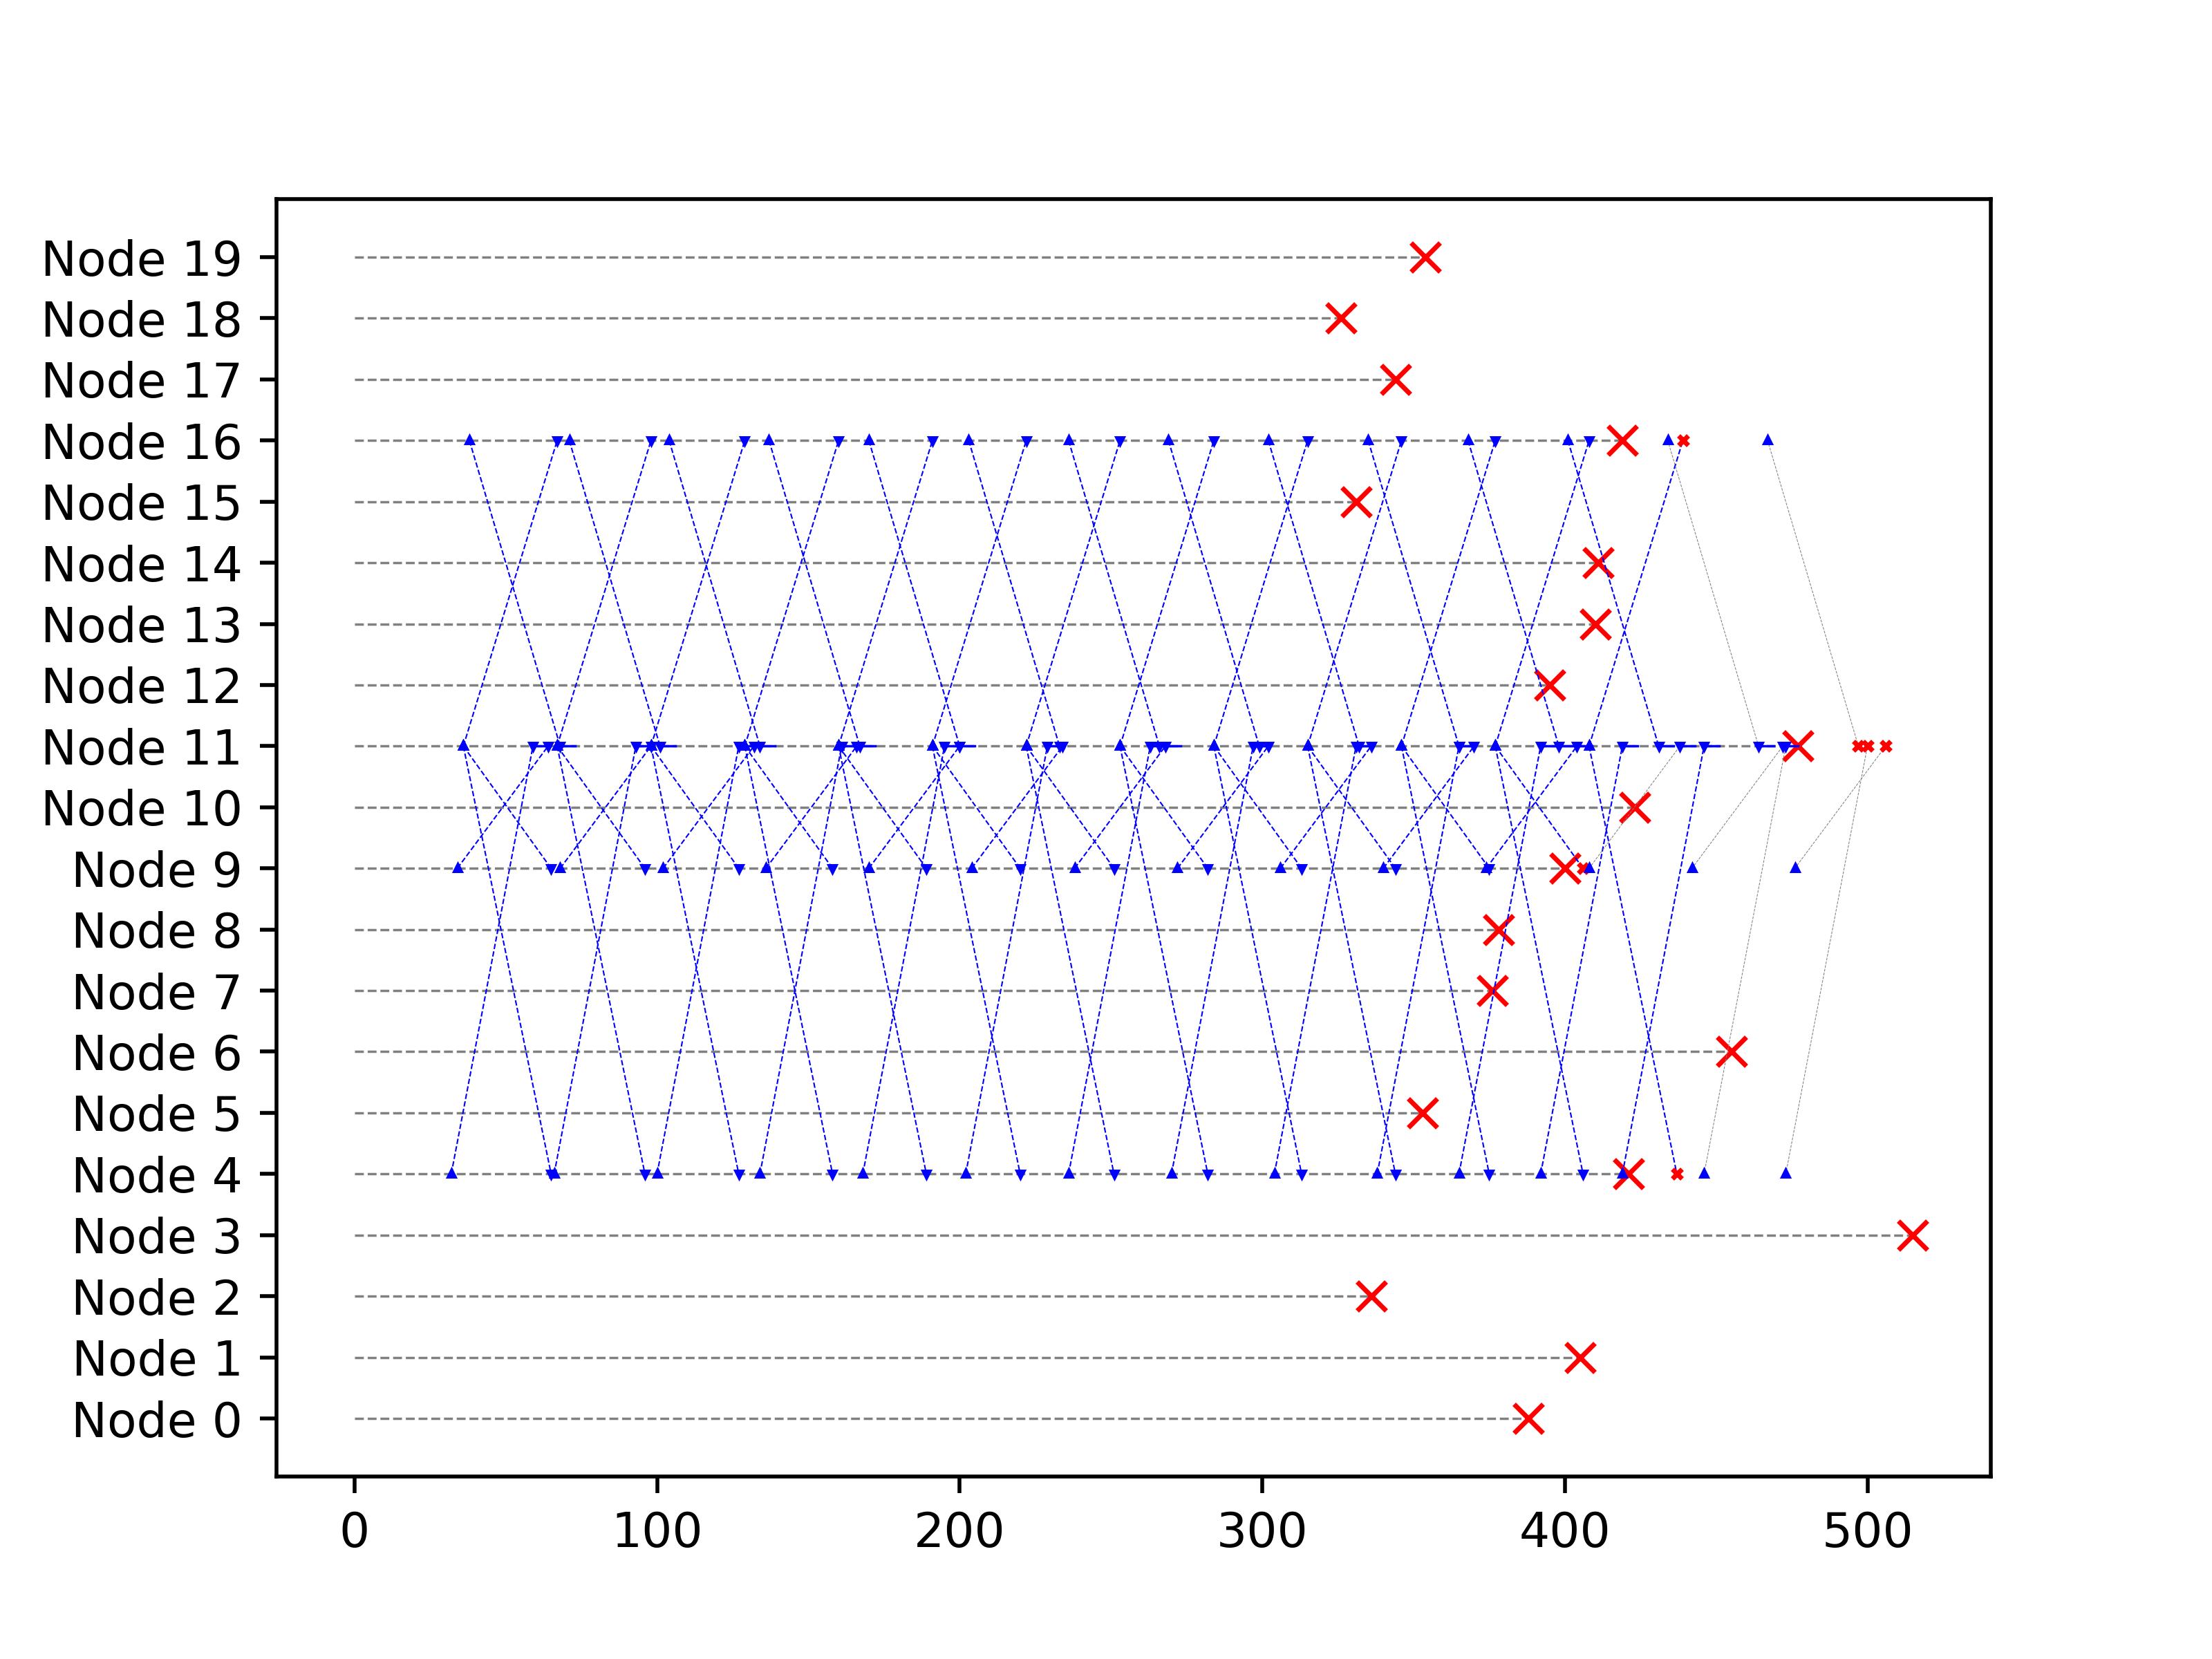 Node 19
Node 18
Node 17
Node 16
Node 15
Node 14
Node 13
Node 12
Node 11
Node 10
Node 9
Node 8
Node 7
Node 6
Node 5
Node 4
Node 3
Node 2
Node 1
Node 0
0 100 200 300 400 500